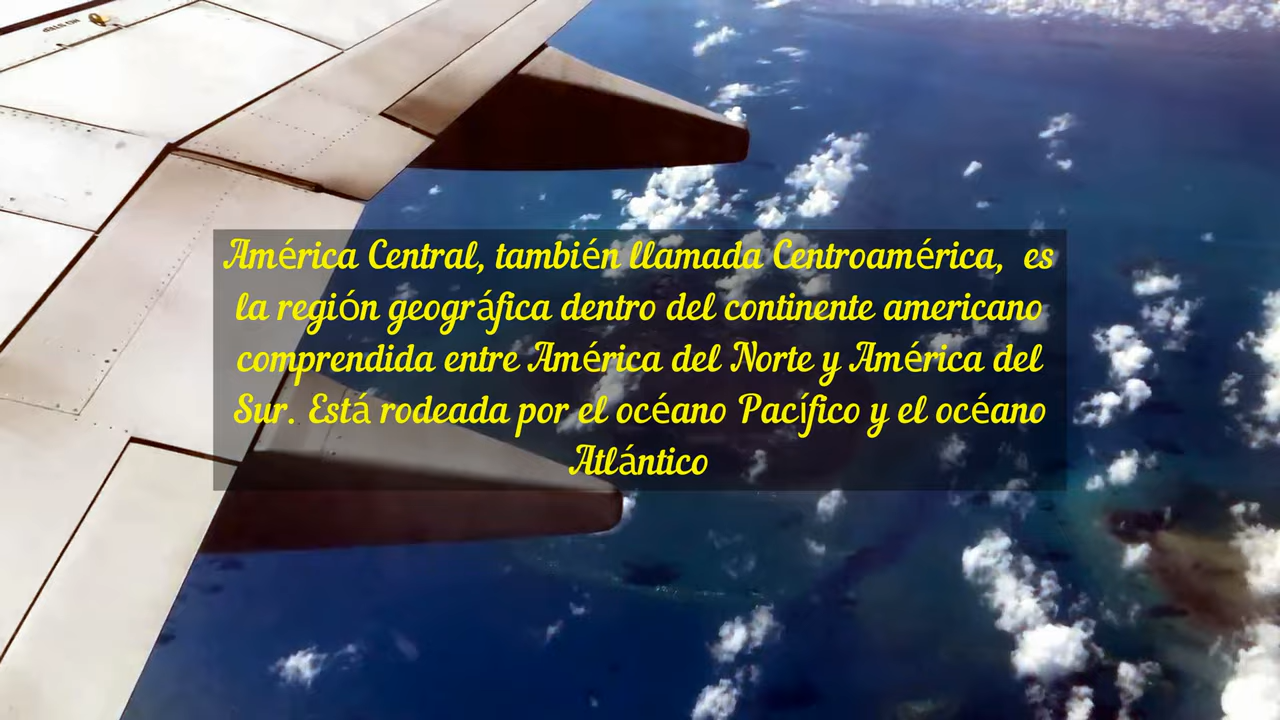 América Central, también llamada Centroamérica,  es
la región geográfica dentro del continente americano
comprendida entre América del Norte y América del
Sur. Está rodeada por el océano Pacífico y el océano
Atlántico